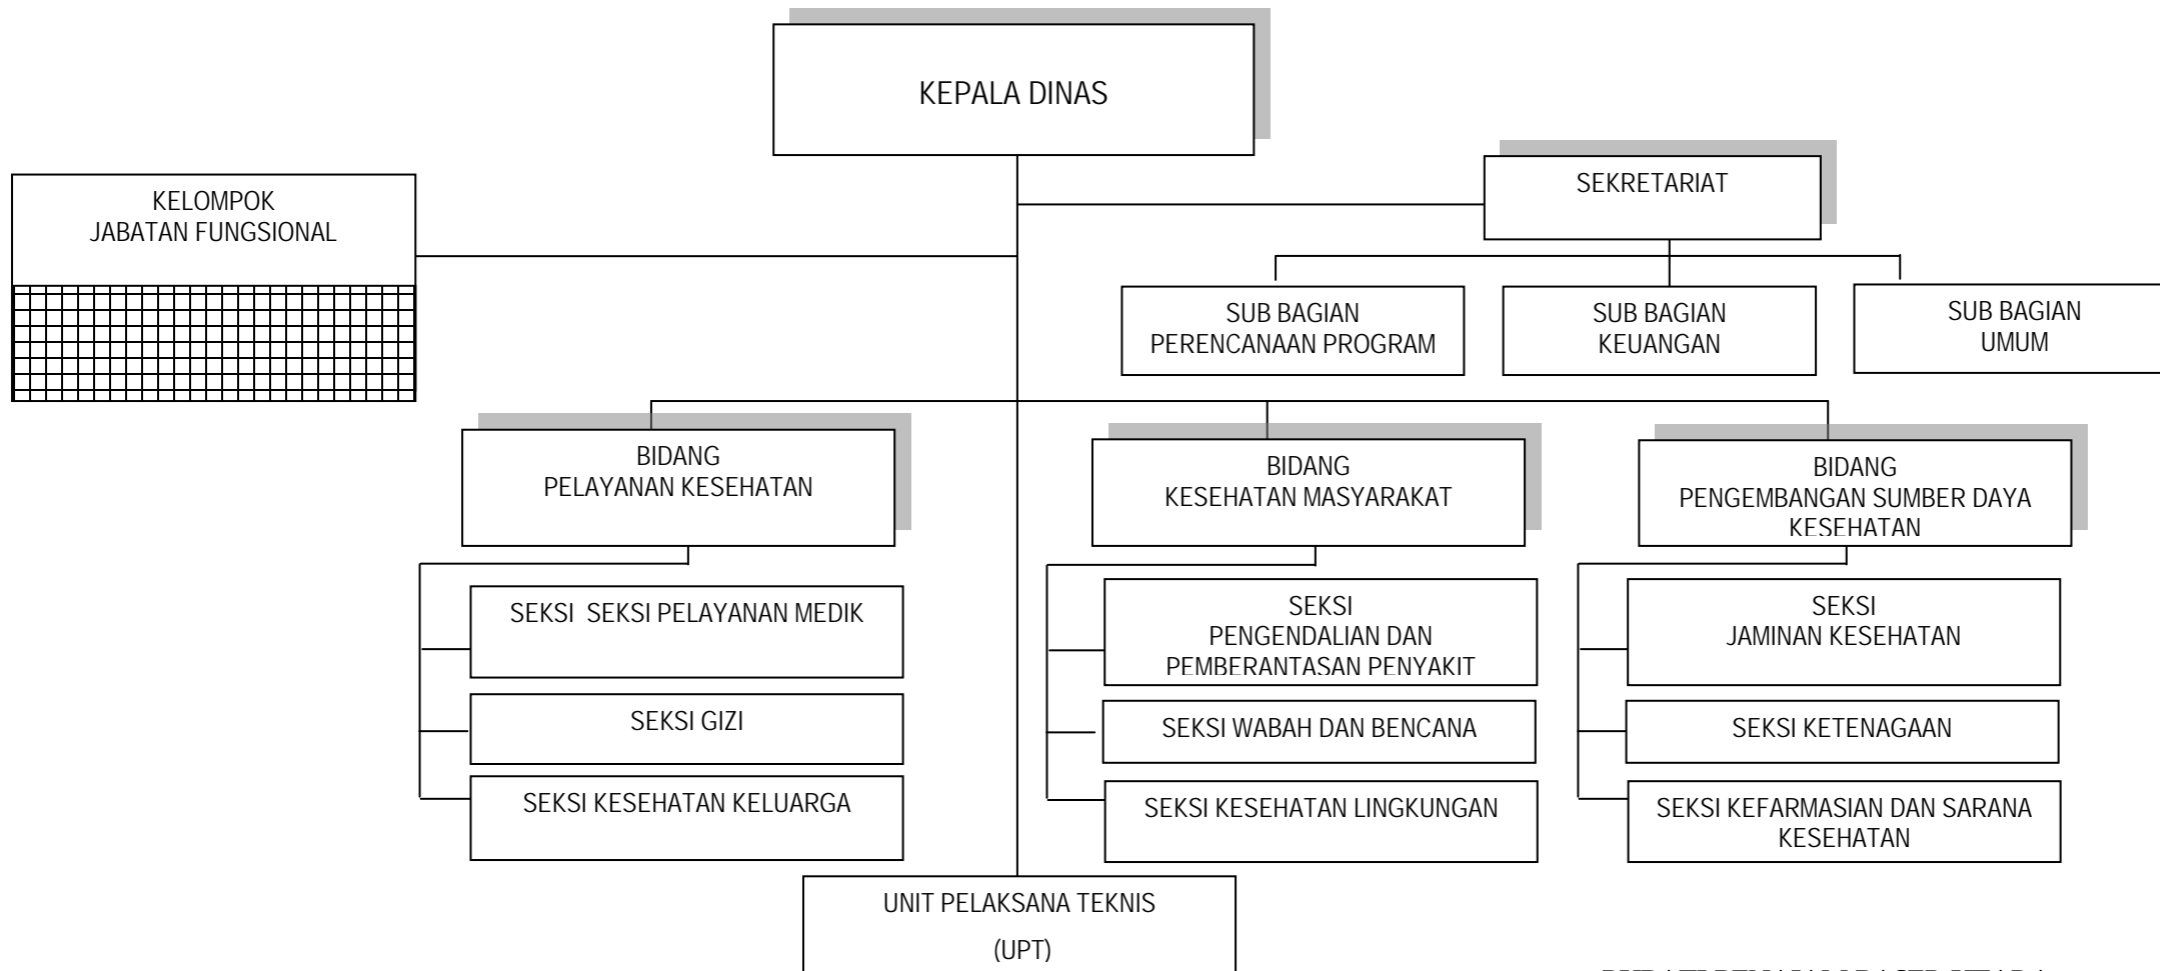 KEPALA DINAS
KELOMPOK
JABATAN FUNGSIONAL
SEKRETARIAT
SUB BAGIAN
PERENCANAAN PROGRAM
SUB BAGIAN
KEUANGAN
SUB BAGIAN
UMUM
BIDANG
PELAYANAN KESEHATAN
BIDANG
KESEHATAN MASYARAKAT
BIDANG
PENGEMBANGAN SUMBER DAYA
KESEHATAN
SEKSI SEKSI PELAYANAN MEDIK
SEKSI GIZI
SEKSI KESEHATAN KELUARGA
SEKSI
PENGENDALIAN DAN
PEMBERANTASAN PENYAKIT
SEKSI WABAH DAN BENCANA
SEKSI KESEHATAN LINGKUNGAN
SEKSI
JAMINAN KESEHATAN
SEKSI KETENAGAAN
SEKSI KEFARMASIAN DAN SARANA
KESEHATAN
UNIT PELAKSANA TEKNIS
(UPT)